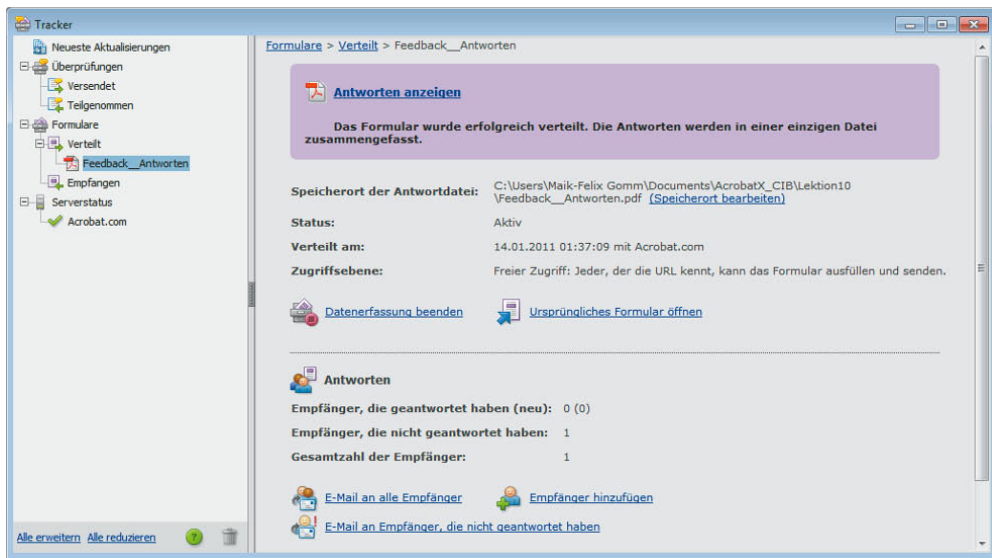 Tracker
Neueste Aktualisierungen
Überprüfungen
Versendet
Teilgenommen
Formulare
Verteilt
Feedback__Antworten
Empfangen
Serverstatus
Acrobat.com
Alle erweitern Alle reduzieren ?
Formulare > Verteilt > Feedback__Antworten
Antworten anzeigen
Das Formular wurde erfolgreich verteilt. Die Antworten werden in einer einzigen Datei
zusammengefasst.
Speicherort der Antwortdatei: C:\Users\Maik-Felix Gomm\Documents\AcrobatX_CIB\Lektion10
\Feedback__Antworten.pdf (Speicherort bearbeiten)
Status: Aktiv
Verteilt am: 14.01.2011 01:37:09 mit Acrobat.com
Zugriffsebene: Freier Zugriff: Jeder, der die URL kennt, kann das Formular ausfüllen und senden.
Datenerfassung beenden Ursprüngliches Formular öffnen
Antworten
Empfänger, die geantwortet haben (neu): 0 (0)
Empfänger, die nicht geantwortet haben: 1
Gesamtzahl der Empfänger: 1
E-Mail an alle Empfänger Empfänger hinzufügen
E-Mail an Empfänger, die nicht geantwortet haben